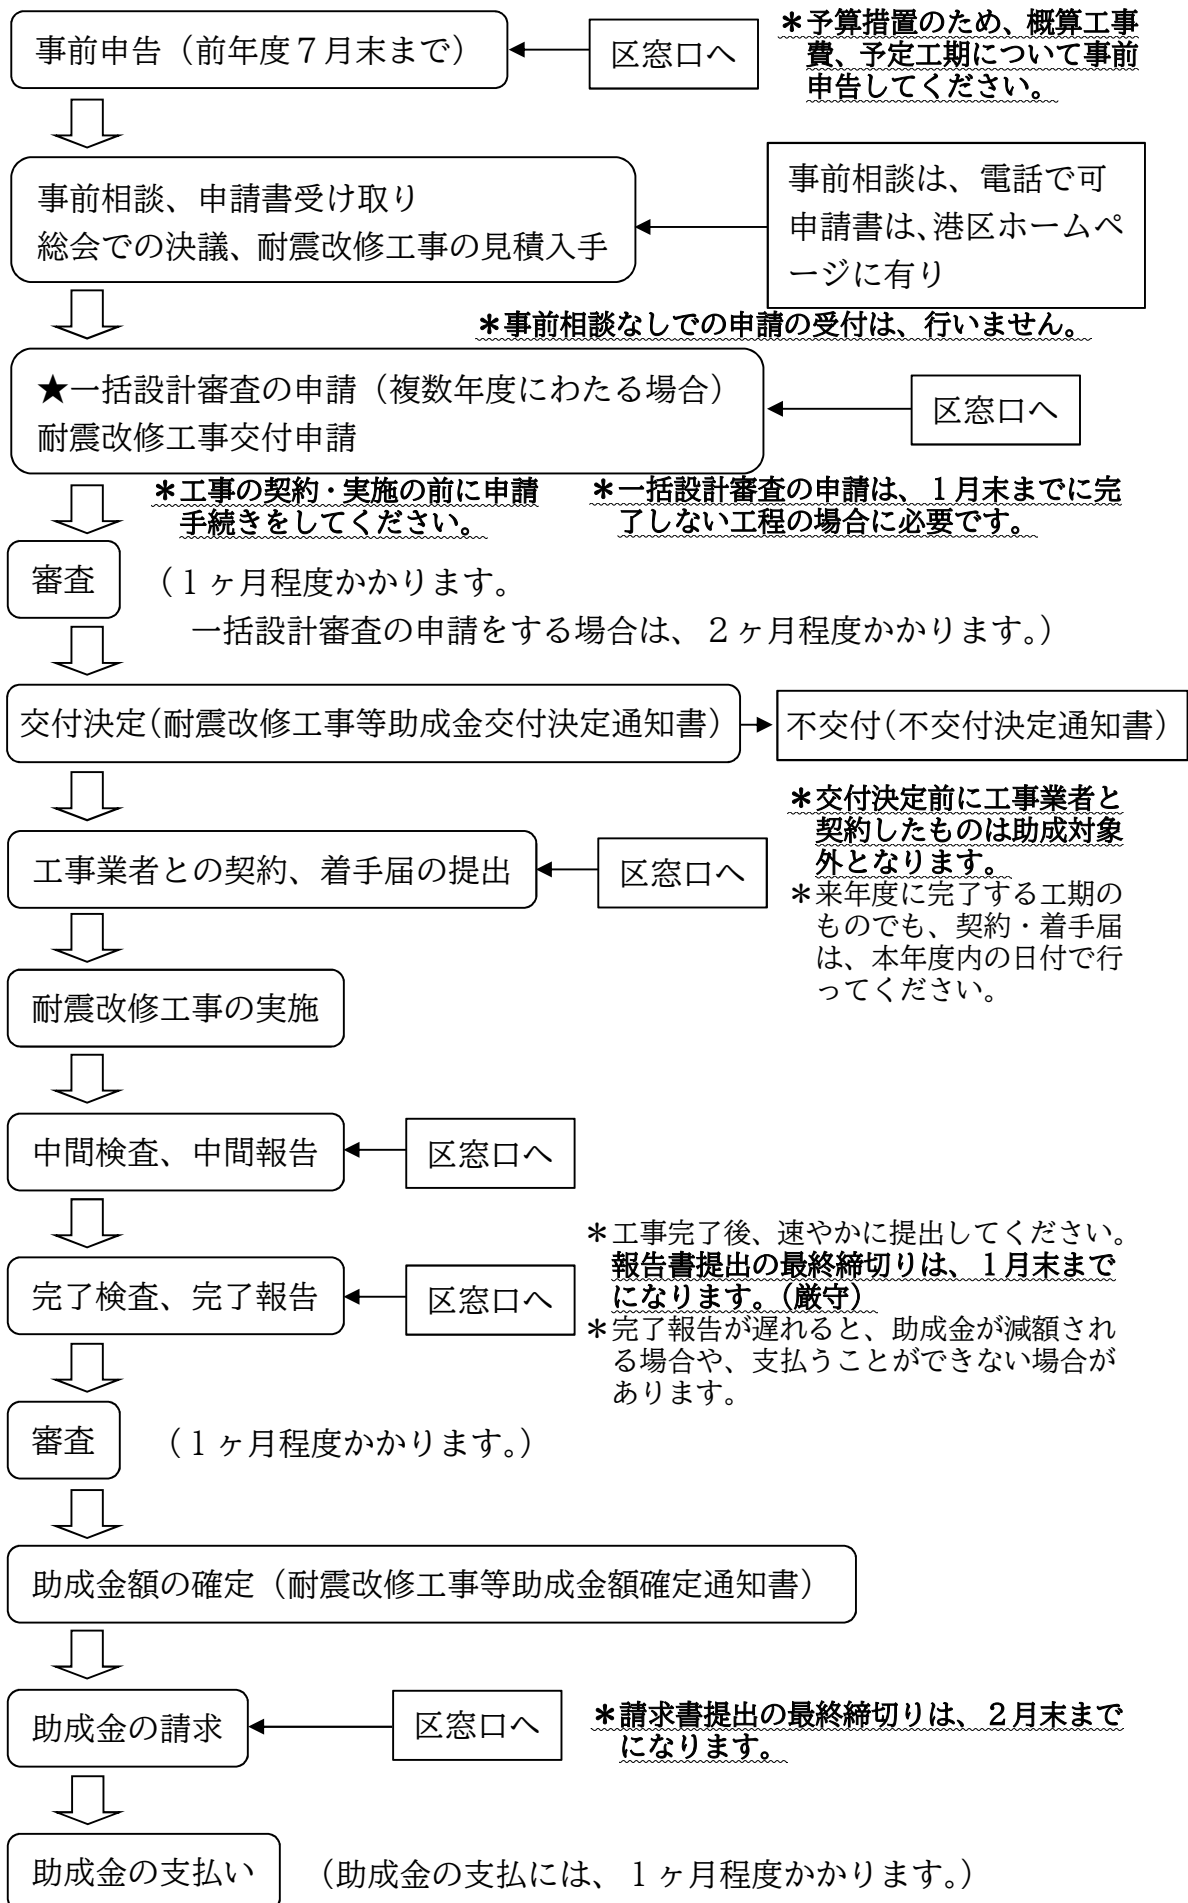 事前申告（前年度７月末まで）
区窓口へ
＊予算措置のため、概算工事
費、予定工期について事前
申告してください。
事前相談、申請書受け取り
総会での決議、耐震改修工事の見積入手
事前相談は、電話で可
申請書は、港区ホームペ
ージに有り
＊事前相談なしでの申請の受付は、行いません。
★一括設計審査の申請（複数年度にわたる場合）
耐震改修工事交付申請
区窓口へ
＊工事の契約・実施の前に申請
手続きをしてください。
＊一括設計審査の申請は、１月末までに完
了しない工程の場合に必要です。
審査
（１ヶ月程度かかります。
一括設計審査の申請をする場合は、２ヶ月程度かかります。）
交付決定（耐震改修工事等助成金交付決定通知書）
不交付（不交付決定通知書）
＊交付決定前に工事業者と
契約したものは助成対象
外となります。
工事業者との契約、着手届の提出
区窓口へ
＊来年度に完了する工期の
ものでも、契約・着手届
は、本年度内の日付で行
ってください。
耐震改修工事の実施
中間検査、中間報告
区窓口へ
完了検査、完了報告
区窓口へ
＊工事完了後、速やかに提出してください。
報告書提出の最終締切りは、１月末まで
になります。（厳守）
＊完了報告が遅れると、助成金が減額され
る場合や、支払うことができない場合が
あります。
審査
（１ヶ月程度かかります。）
助成金額の確定（耐震改修工事等助成金額確定通知書）
助成金の請求
区窓口へ
＊請求書提出の最終締切りは、２月末まで
になります。
助成金の支払い
（助成金の支払には、１ヶ月程度かかります。）